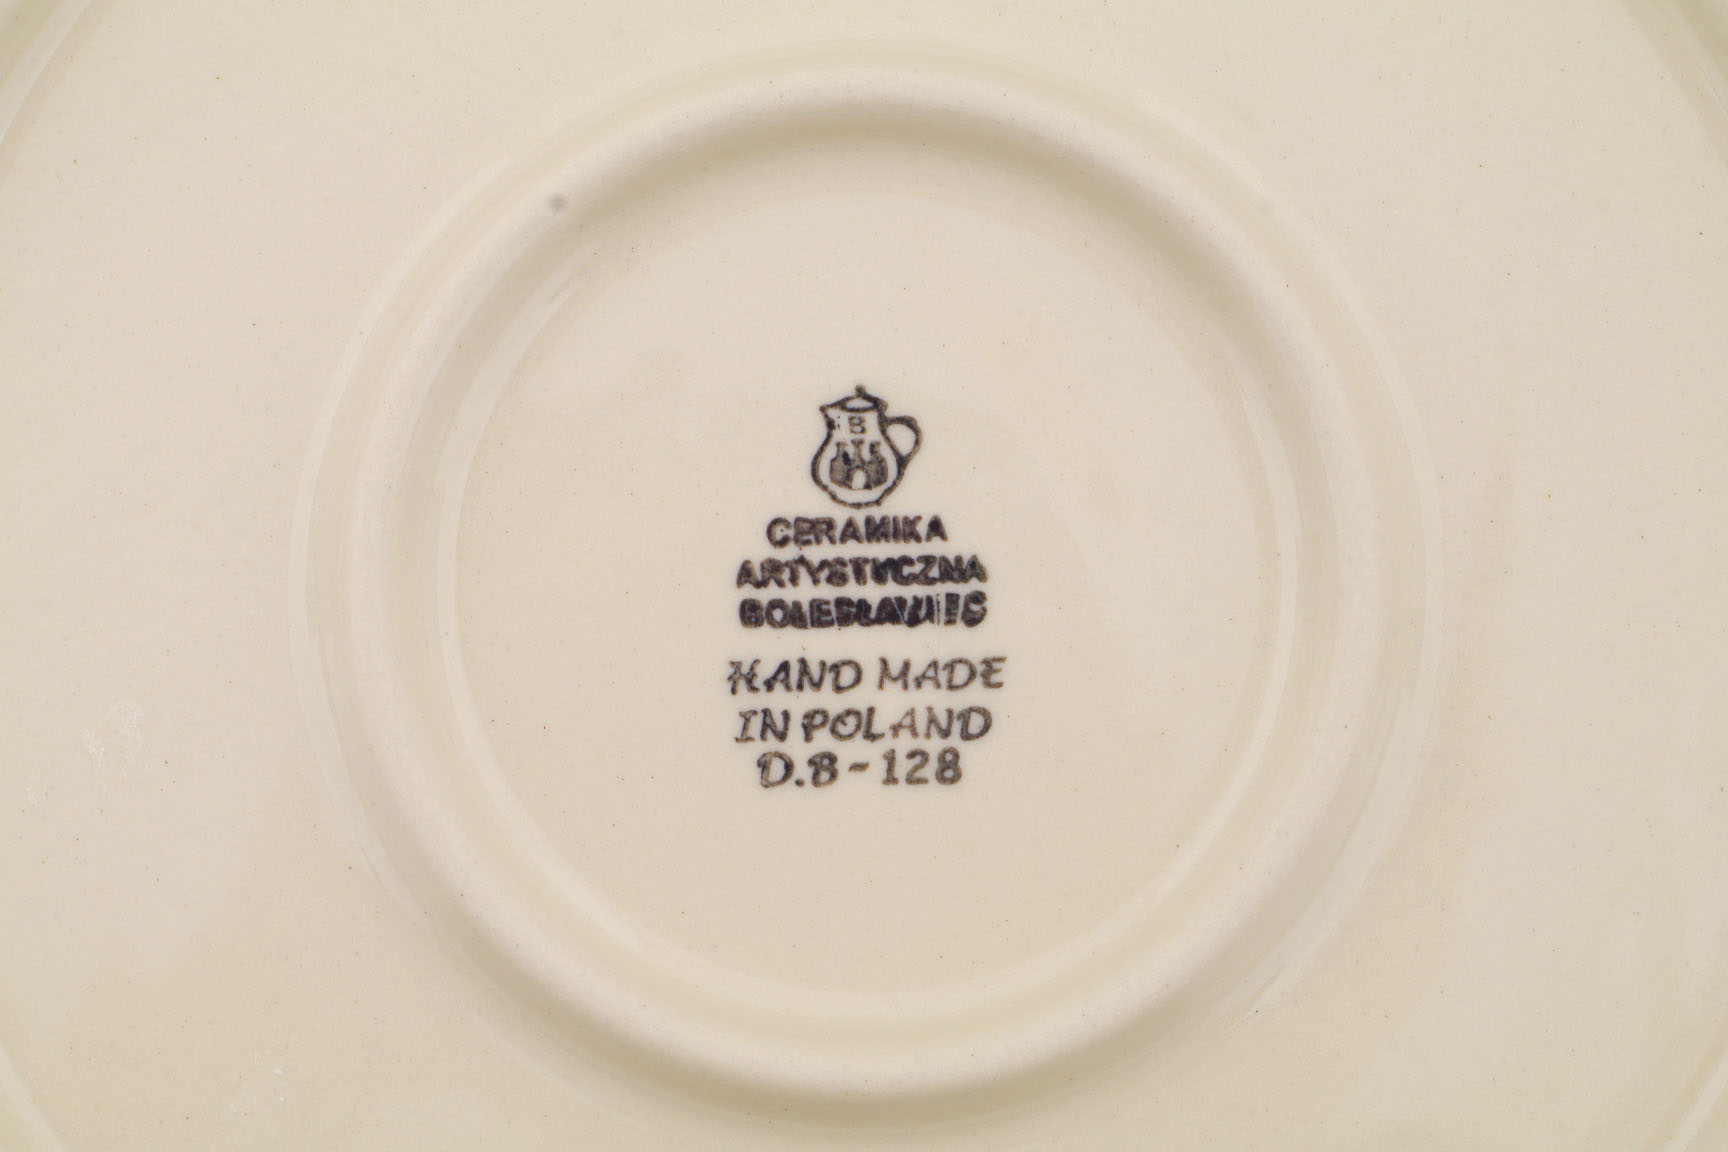 B
CERAMIKA
ARTYSTYCZNA
BOLESŁAWIEC
HAND MADE
IN POLAND
D.B-128